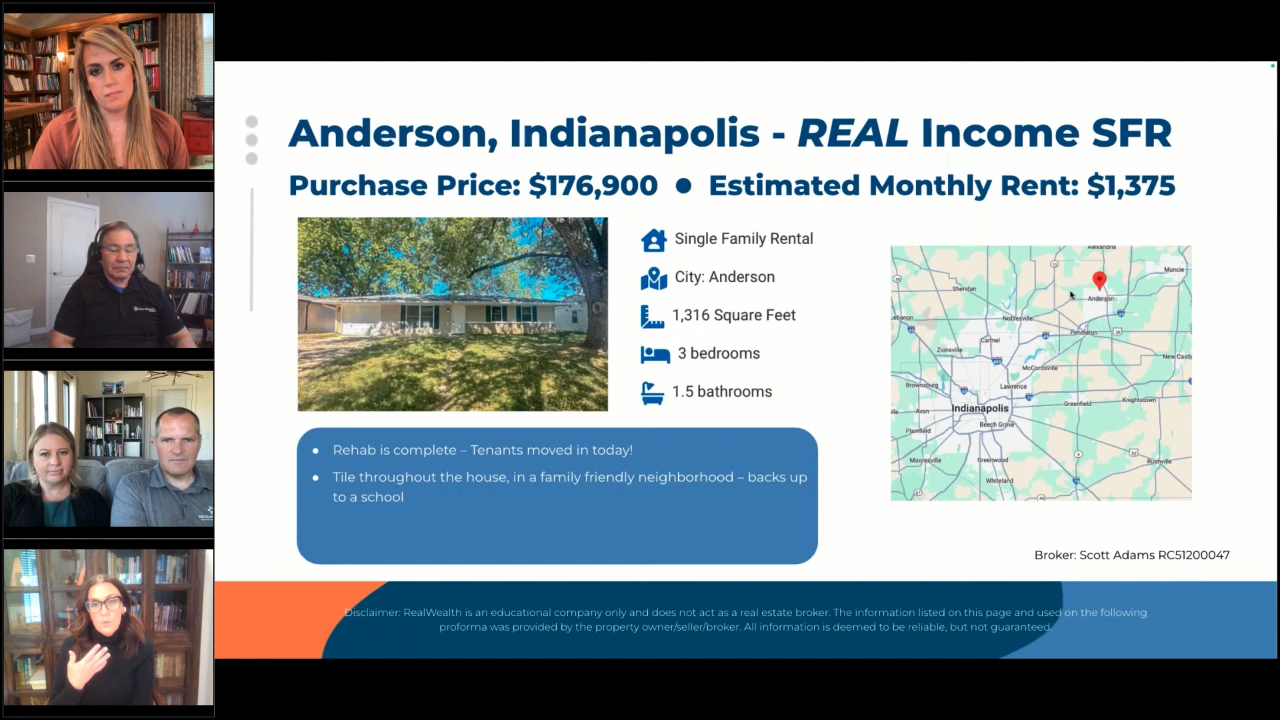 Anderson, Indianapolis - REAL Income SFR
Purchase Price: $176,900 ● Estimated Monthly Rent: $1,375
Single Family Rental
City: Anderson
1,316 Square Feet
3 bedrooms
1.5 bathrooms
● Rehab is complete – Tenants moved in today!
● Tile throughout the house, in a family friendly neighborhood – backs up
to a school
Alexandria
Muncie
Sheridan
Anderson
Lebanon
Noblesville
Pendleton
Carmel
Zionsville
McCordsville
New Castl
Brownsburg
Lawrence
Greenfield
Knightstown
Avon
Indianapolis
Plainfield
Beech Grove
Mooresville
Greenwood
Rushville
Whiteland
Broker: Scott Adams RC51200047
Disclaimer: RealWealth is an educational company only and does not act as a real estate broker. The information listed on this page and used on the following
proforma was provided by the property owner/seller/broker. All information is deemed to be reliable, but not guaranteed.